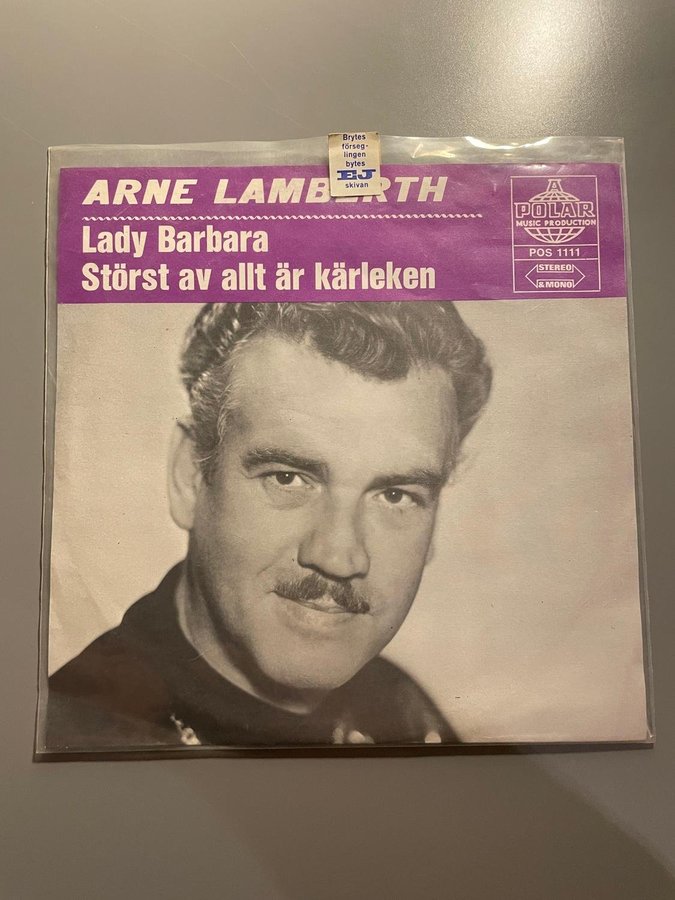 Brytes
förseg-
lingen
bytes
EJ
skivan
ARNE LAMBERTH
Lady Barbara
Störst av allt är kärleken
A
POLAR
MUSIC PRODUCTION
POS 1111
STEREO
& MONO